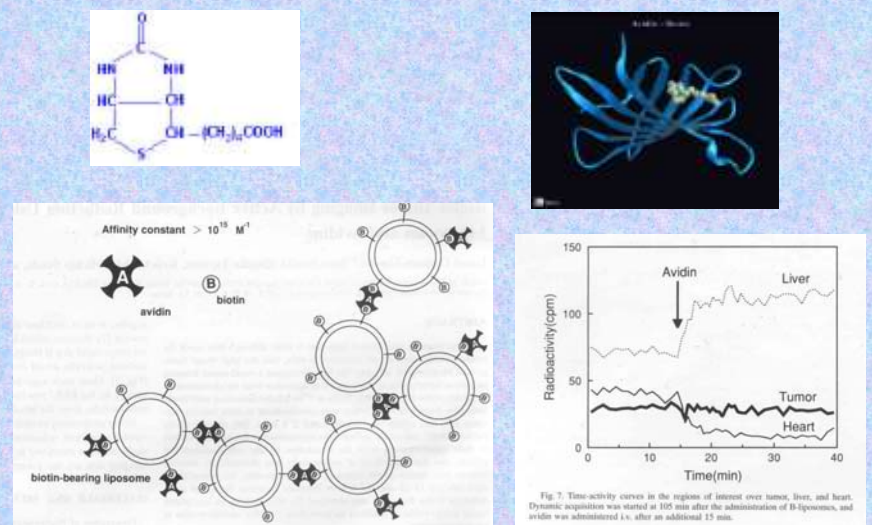 O
C
HN NH
HC CH
H₂C CH – (CH₂)₄COOH
S
Avidin - Biotin
Affinity constant > 10¹⁵ M⁻¹
A
B
avidin
biotin
biotin-bearing liposome
150
100
50
0
Radioactivity(cpm)
Avidin
Liver
Tumor
Heart
0 10 20 30 40
Time(min)
Fig. 7. Time-activity curves in the regions of interest over tumor, liver, and heart.
Dynamic acquisition was started at 105 min after the administration of B-liposomes, and
avidin was administered i.v. after an additional 15 min.